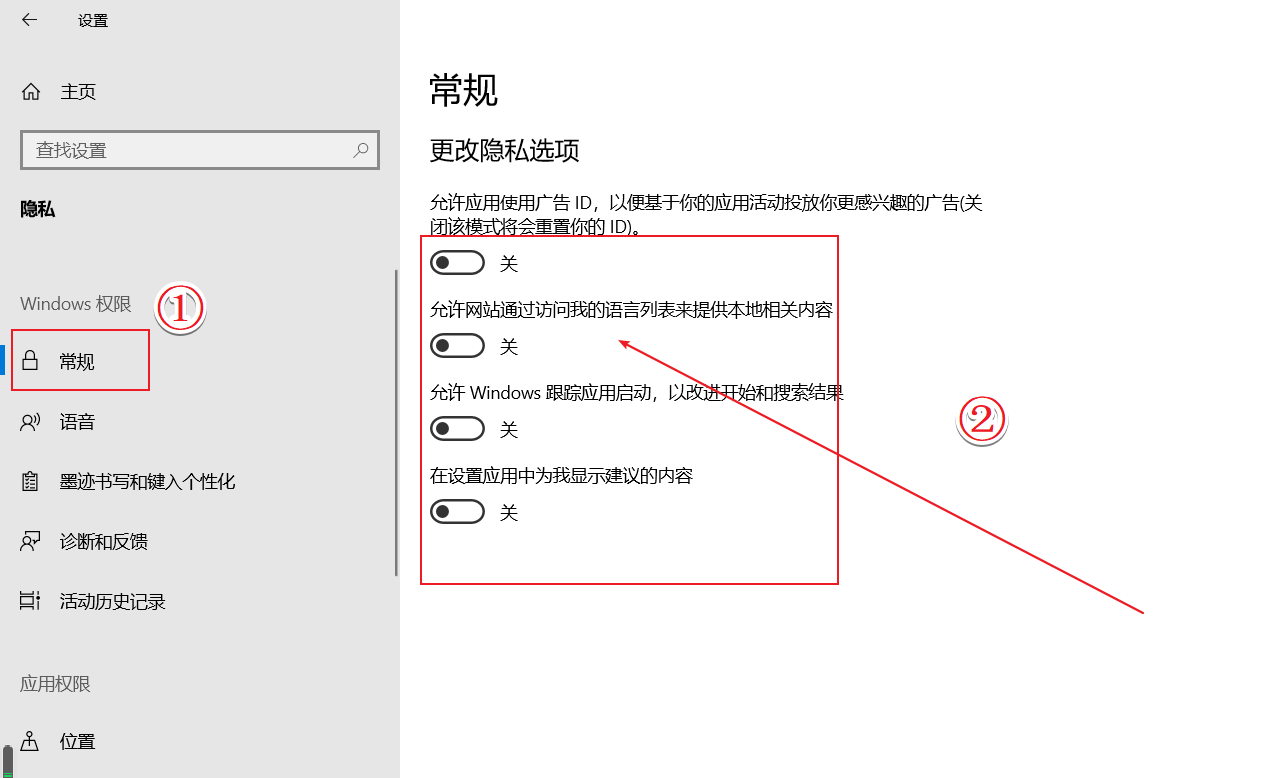 设置
主页
查找设置
隐私
Windows 权限
①
常规
语音
墨迹书写和键入个性化
诊断和反馈
活动历史记录
应用权限
位置
常规
更改隐私选项
允许应用使用广告 ID，以便基于你的应用活动投放你更感兴趣的广告(关
闭该模式将会重置你的 ID)。
关
允许网站通过访问我的语言列表来提供本地相关内容
关
允许 Windows 跟踪应用启动，以改进开始和搜索结果
关
②
在设置应用中为我显示建议的内容
关